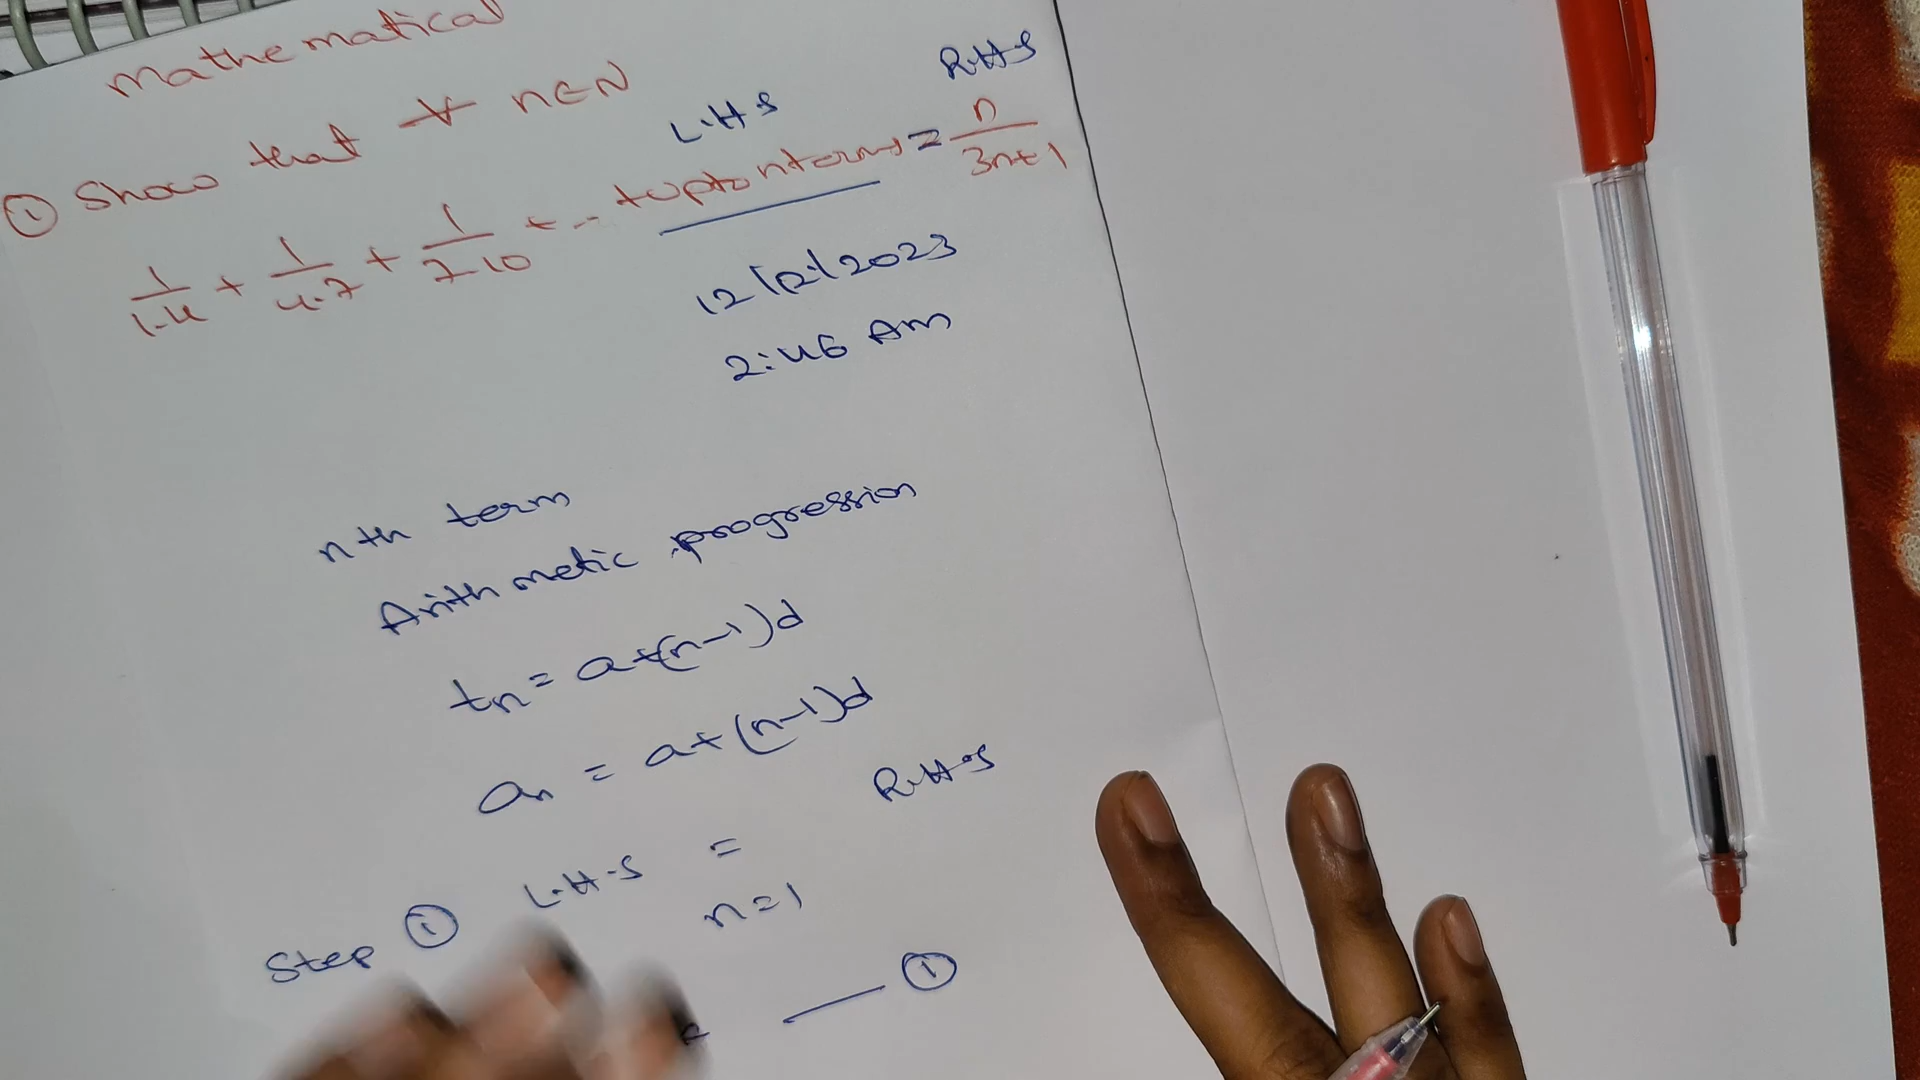 mathematical
① Show that ∀ n∈N
L.H.S R.H.S
1/1.4 + 1/4.7 + 1/7.10 + ... + upto n terms = n/3n+1
12/12/2023
2:46 Am
nth term
Arithmetic progression
tn = a+(n-1)d
an = a+(n-1)d
Step ① L.H.S = R.H.S
n=1
①